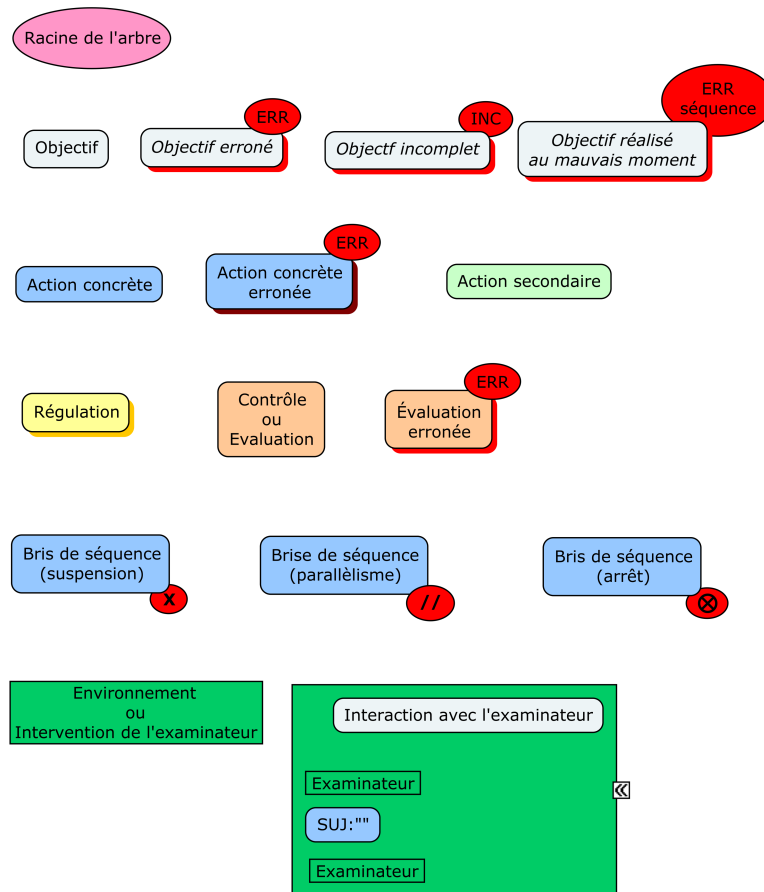 Racine de l'arbre
ERR
INC
ERR
séquence
Objectif
Objectif erroné
Objectf incomplet
Objectif réalisé
au mauvais moment
ERR
Action concrète
Action concrète
erronée
Action secondaire
ERR
Régulation
Contrôle
ou
Evaluation
Évaluation
erronée
Bris de séquence
(suspension)
X
Brise de séquence
(parallèlisme)
//
Bris de séquence
(arrêt)
Environnement
ou
Intervention de l'examinateur
Interaction avec l'examinateur
Examinateur
SUJ:""
Examinateur